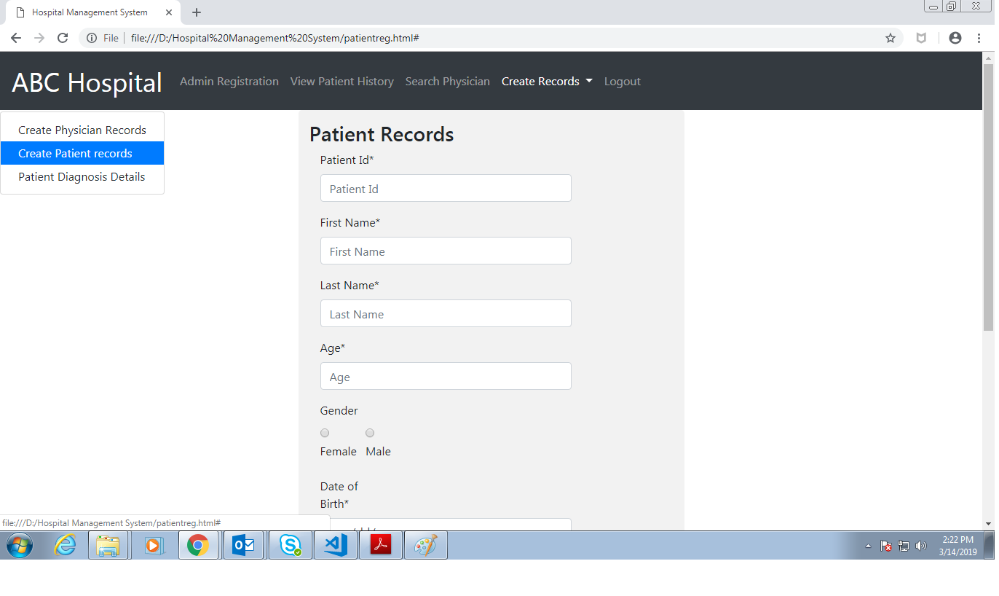 Hospital Management System
File file:///D:/Hospital%20Management%20System/patientreg.html#
ABC Hospital Admin Registration View Patient History Search Physician Create Records Logout
Create Physician Records
Create Patient records
Patient Diagnosis Details
Patient Records
Patient Id*
Patient Id
First Name*
First Name
Last Name*
Last Name
Age*
Age
Gender
Female Male
Date of
Birth*
file:///D:/Hospital Management System/patientreg.html#
2:22 PM
3/14/2019